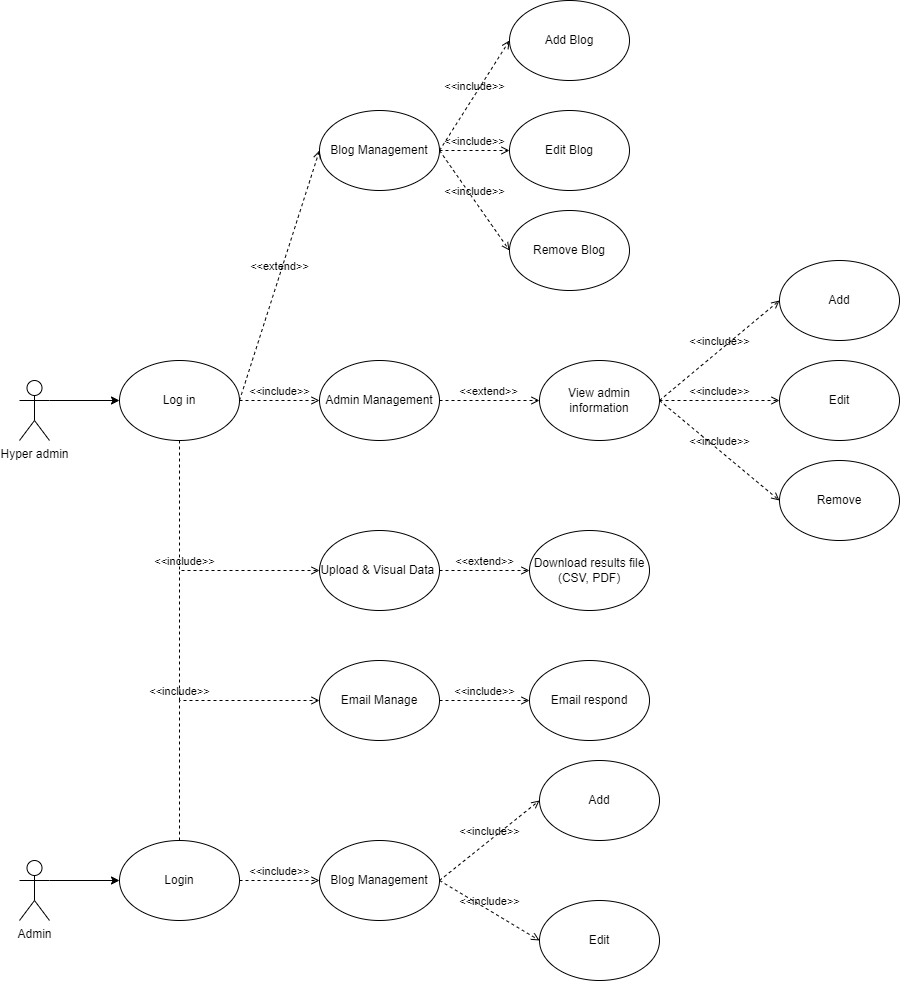 Add Blog
<<include>>
Blog Management
<<include>>
Edit Blog
<<include>>
Remove Blog
<<extend>>
Add
<<include>>
Hyper admin
Log in
<<include>>
Admin Management
<<extend>>
View admin
information
<<include>>
Edit
<<include>>
Remove
<<include>>
Upload & Visual Data
<<extend>>
Download results file
(CSV, PDF)
<<include>>
Email Manage
<<include>>
Email respond
Add
<<include>>
Admin
Login
<<include>>
Blog Management
<<include>>
Edit